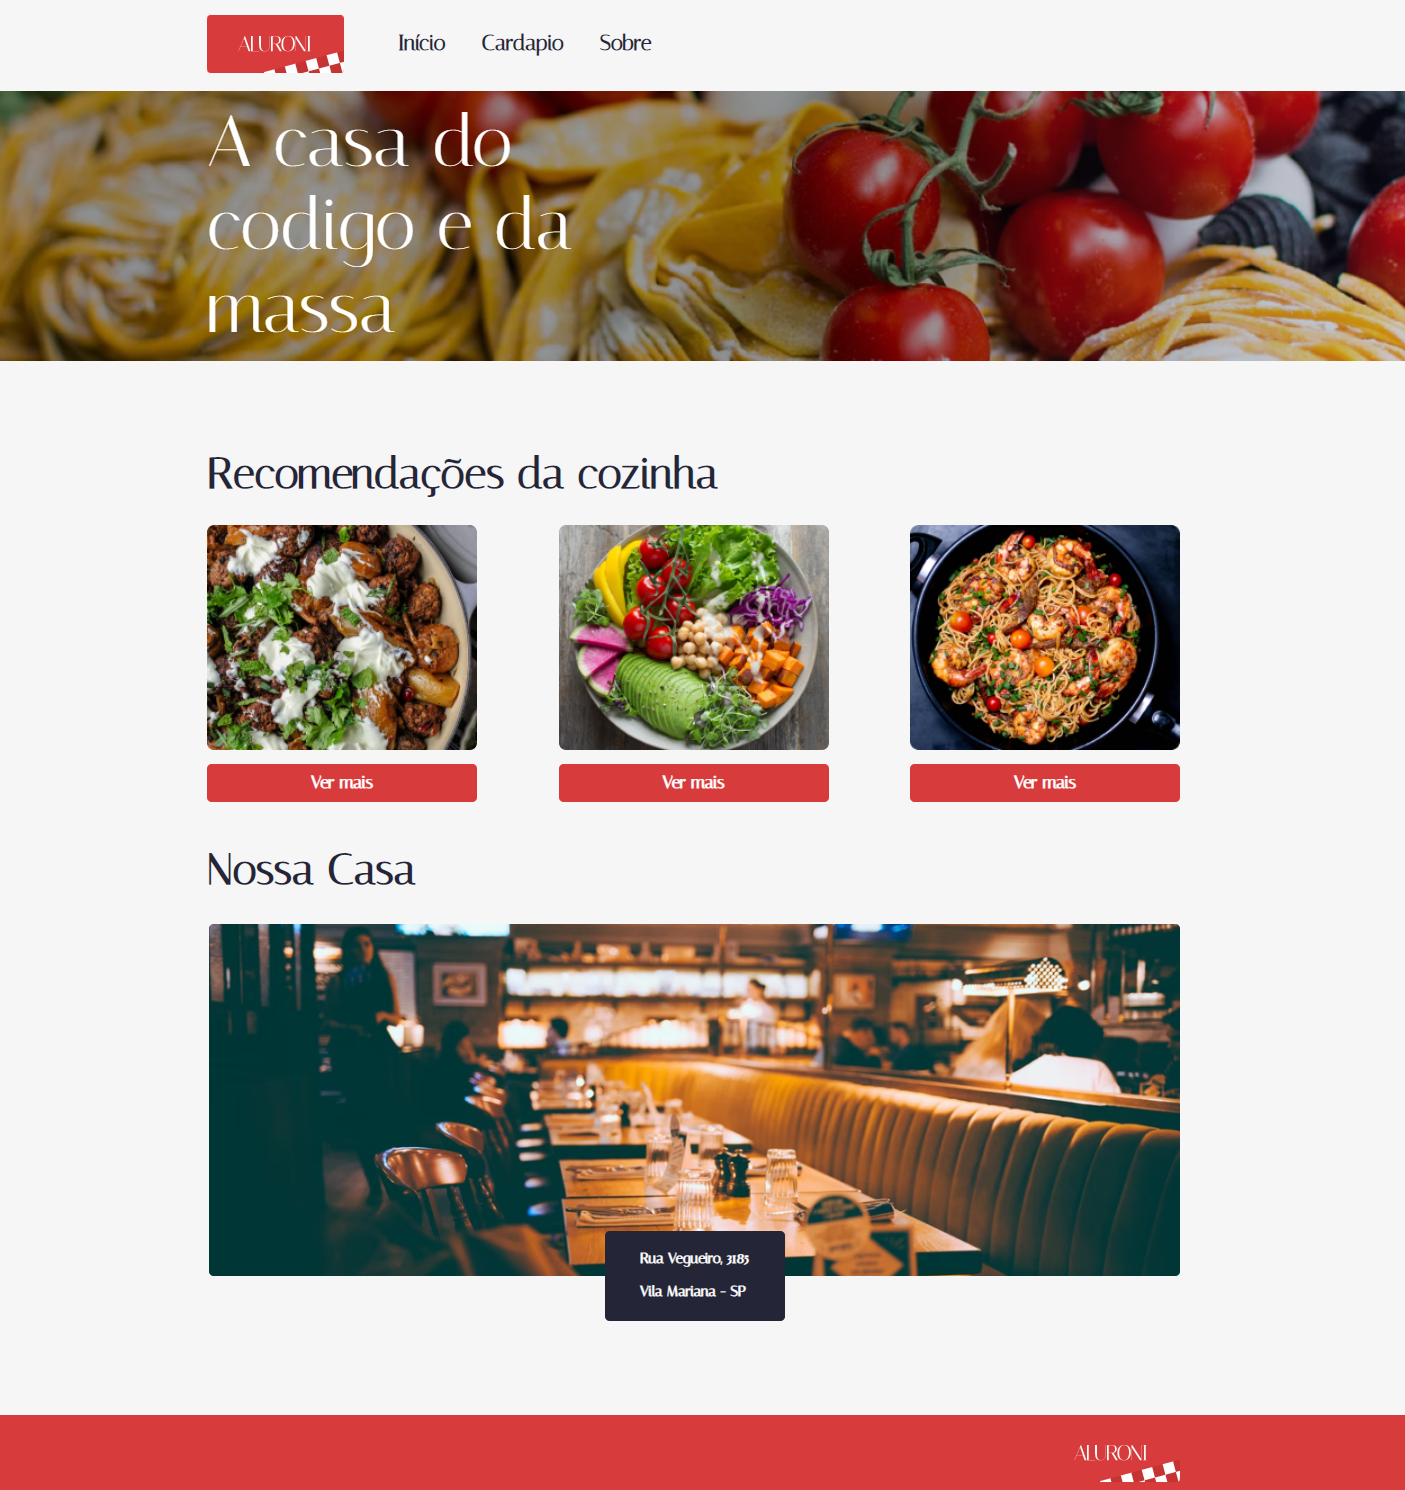 ALURONI
Início Cardapio Sobre
A casa do
codigo e da
massa
Recomendações da cozinha
Ver mais Ver mais Ver mais
Nossa Casa
Rua Vegueiro, 3185
Vila Mariana - SP
ALURONI